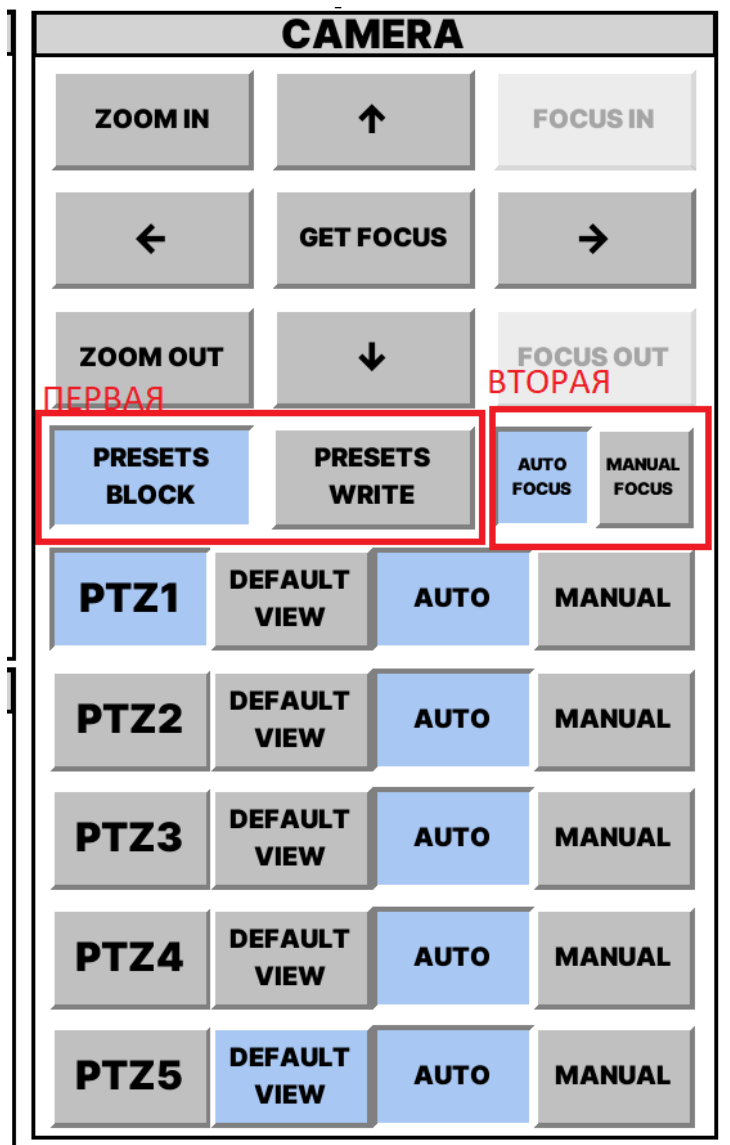 CAMERA
ZOOM IN
↑
FOCUS IN
←
GET FOCUS
→
ZOOM OUT
↓
FOCUS OUT
ПЕРВАЯ
ВТОРАЯ
PRESETS
BLOCK
PRESETS
WRITE
AUTO
FOCUS
MANUAL
FOCUS
PTZ1
DEFAULT
VIEW
AUTO
MANUAL
PTZ2
DEFAULT
VIEW
AUTO
MANUAL
PTZ3
DEFAULT
VIEW
AUTO
MANUAL
PTZ4
DEFAULT
VIEW
AUTO
MANUAL
PTZ5
DEFAULT
VIEW
AUTO
MANUAL